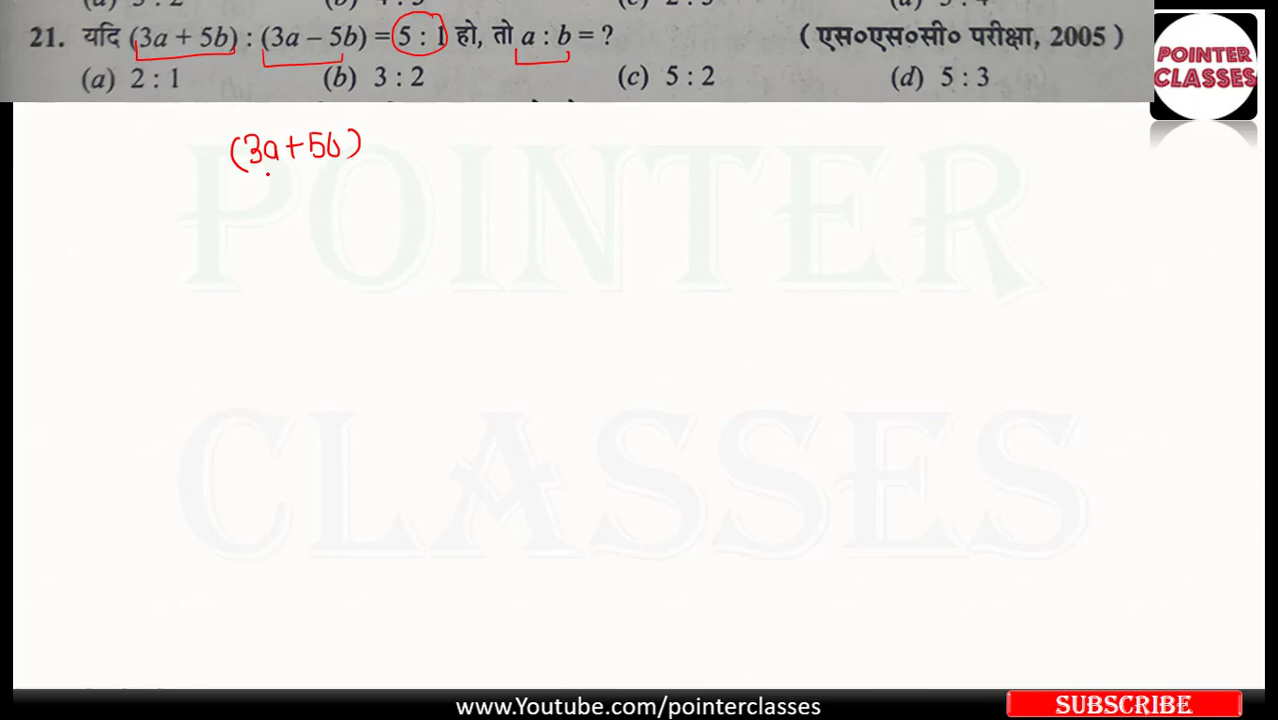 21. यदि (3a + 5b) : (3a – 5b) = 5 : 1 हो, तो a : b = ? ( एस०एस०सी० परीक्षा, 2005 )
(a) 2 : 1 (b) 3 : 2 (c) 5 : 2 (d) 5 : 3
POINTER
CLASSES
(3a+5b)
POINTER
CLASSES
www.Youtube.com/pointerclasses
SUBSCRIBE